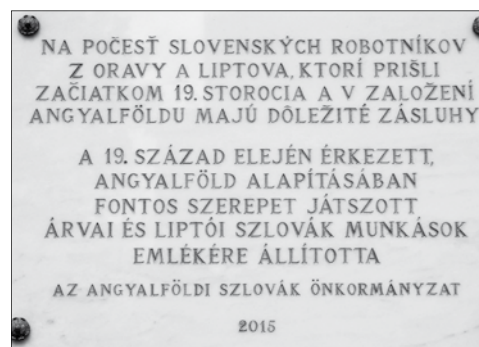 NA POČESŤ SLOVENSKÝCH ROBOTNÍKOV
Z ORAVY A LIPTOVA, KTORÍ PRIŠLI
ZAČIATKOM 19. STOROCIA A V ZALOŽENÍ
ANGYALFÖLDU MAJÚ DÔLEŽITÉ ZÁSLUHY
A 19. SZÁZAD ELEJÉN ÉRKEZETT,
ANGYALFÖLD ALAPÍTÁSÁBAN
FONTOS SZEREPET JÁTSZOTT
ÁRVAI ÉS LIPTÓI SZLOVÁK MUNKÁSOK
EMLÉKÉRE ÁLLÍTOTTA
AZ ANGYALFÖLDI SZLOVÁK ÖNKORMÁNYZAT
2015